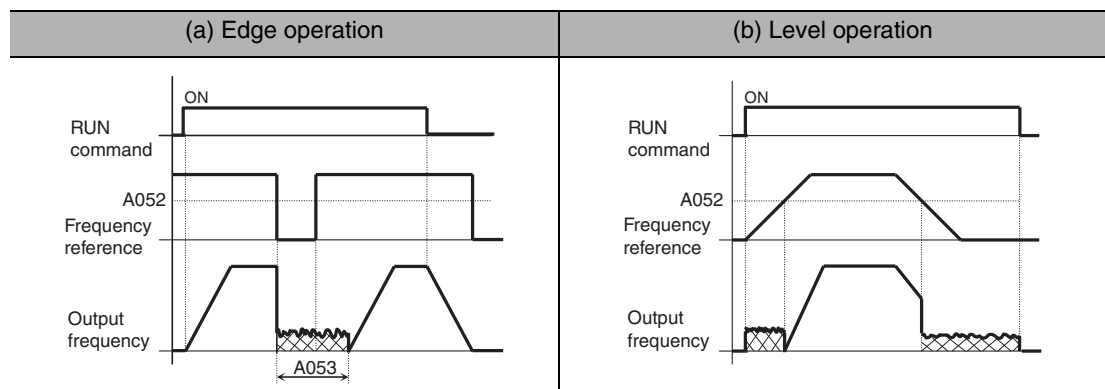 (a) Edge operation
(b) Level operation
ON
RUN
command
A052
Frequency
reference
Output
frequency
A053
ON
RUN
command
A052
Frequency
reference
Output
frequency